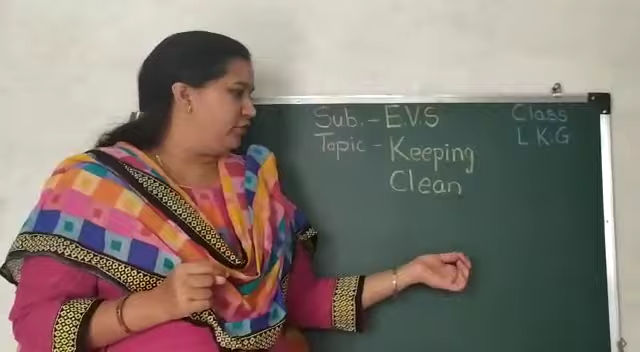 Sub. - E.V.S
Class
L K G
Topic - Keeping
Clean